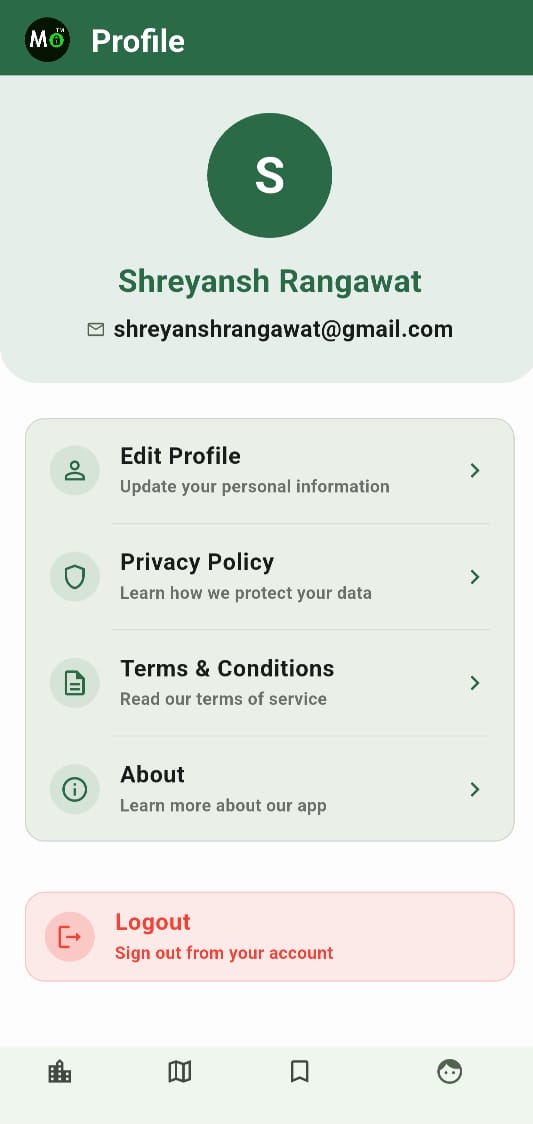 Mo TM
Profile
S
Shreyansh Rangawat
shreyanshrangawat@gmail.com
Edit Profile
Update your personal information
Privacy Policy
Learn how we protect your data
Terms & Conditions
Read our terms of service
About
Learn more about our app
Logout
Sign out from your account